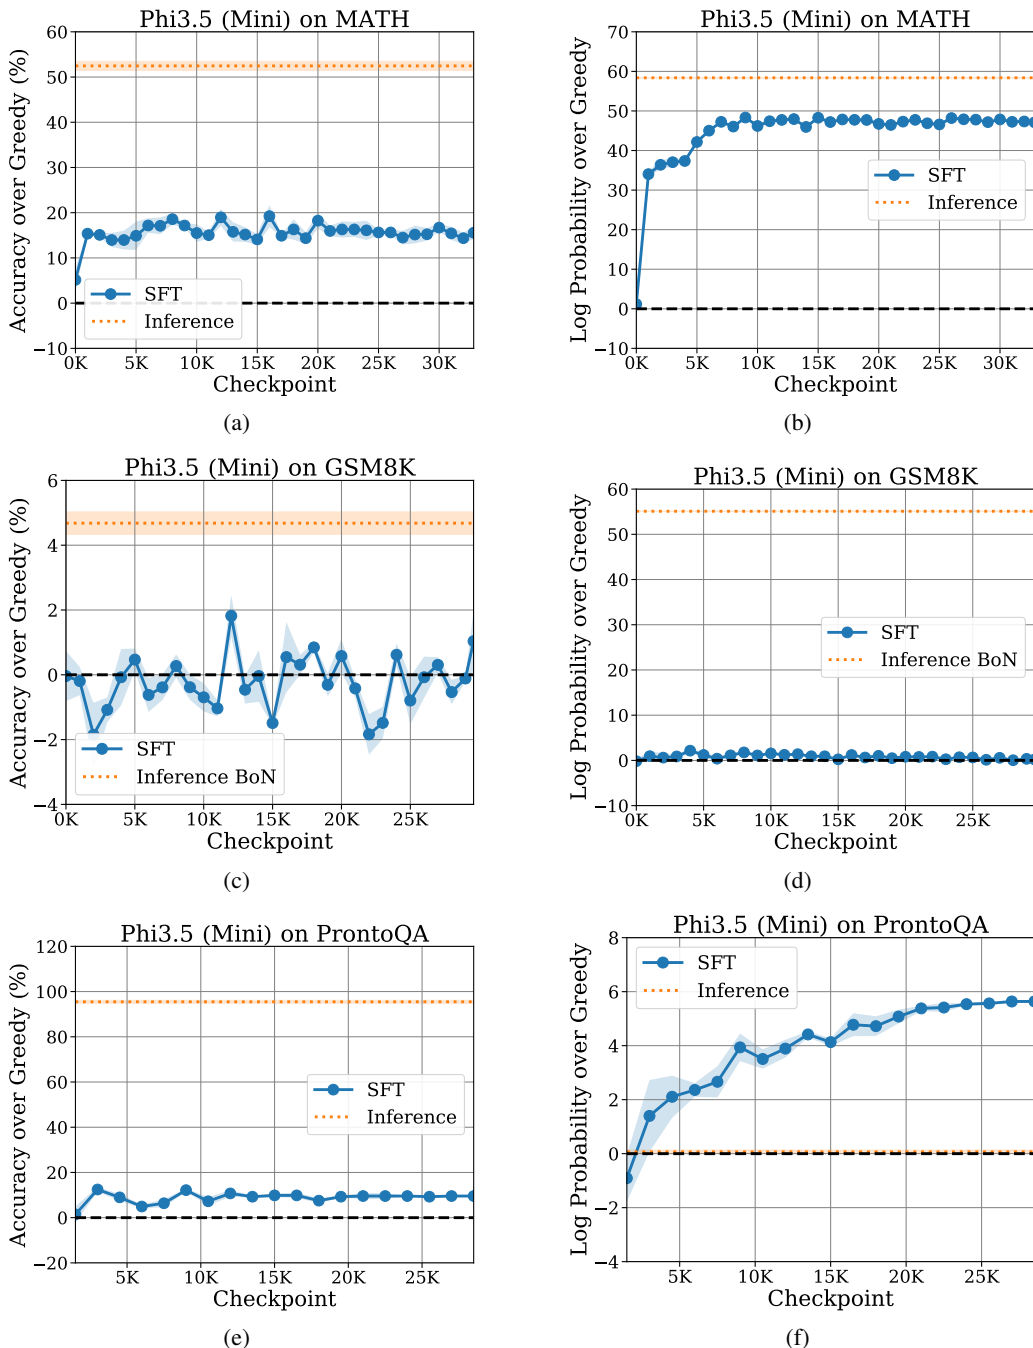 Phi3.5 (Mini) on MATH
Accuracy over Greedy (%)
60
50
40
30
20
10
0
−10
SFT
Inference
0K 5K 10K 15K 20K 25K 30K
Checkpoint
(a)
Phi3.5 (Mini) on MATH
Log Probability over Greedy
70
60
50
40
30
20
10
0
−10
SFT
Inference
0K 5K 10K 15K 20K 25K 30K
Checkpoint
(b)
Phi3.5 (Mini) on GSM8K
Accuracy over Greedy (%)
6
4
2
0
−2
−4
SFT
Inference BoN
0K 5K 10K 15K 20K 25K
Checkpoint
(c)
Phi3.5 (Mini) on GSM8K
Log Probability over Greedy
60
50
40
30
20
10
0
−10
SFT
Inference BoN
0K 5K 10K 15K 20K 25K
Checkpoint
(d)
Phi3.5 (Mini) on ProntoQA
Accuracy over Greedy (%)
120
100
80
60
40
20
0
−20
SFT
Inference
5K 10K 15K 20K 25K
Checkpoint
(e)
Phi3.5 (Mini) on ProntoQA
Log Probability over Greedy
8
6
4
2
0
−2
−4
SFT
Inference
5K 10K 15K 20K 25K
Checkpoint
(f)